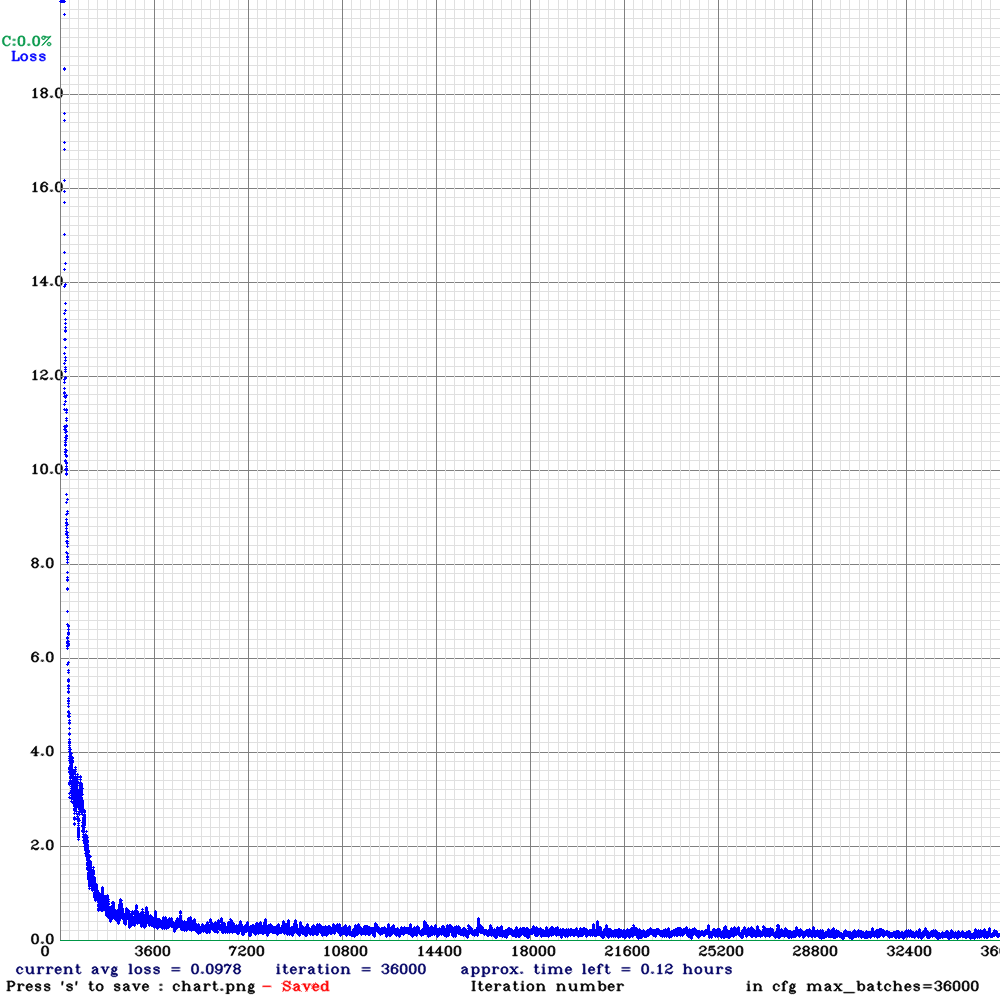 C:0.0%
Loss
18.0
16.0
14.0
12.0
10.0
8.0
6.0
4.0
2.0
0.0
0 3600 7200 10800 14400 18000 21600 25200 28800 32400 36
current avg loss = 0.0978 iteration = 36000 approx. time left = 0.12 hours
Press 's' to save : chart.png - Saved Iteration number in cfg max_batches=36000